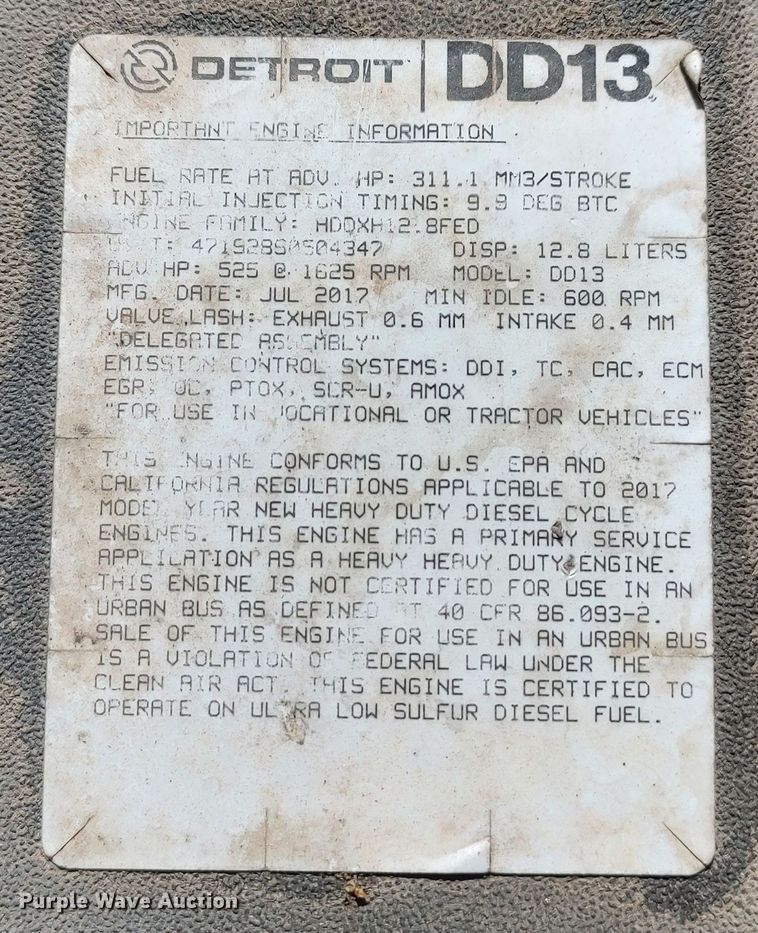 DETROIT DD13
IMPORTANT ENGINE INFORMATION
FUEL RATE AT ADV. HP: 311.1 MM3/STROKE
INITIAL INJECTION TIMING: 9.9 DEG BTC
ENGINE FAMILY: HDDXH12.8FED
UNIT: DISP: 12.8 LITERS
ADV HP: 525 @ 1625 RPM MODEL: DD13
MFG. DATE: JUL 2017 MIN IDLE: 600 RPM
VALVE LASH: EXHAUST 0.6 MM INTAKE 0.4 MM
"DELEGATED ASSEMBLY"
EMISSION CONTROL SYSTEMS: DDI, TC, CAC, ECM
EGR, OC, PTOX, SCR-U, AMOX
"FOR USE IN VOCATIONAL OR TRACTOR VEHICLES"
THIS ENGINE CONFORMS TO U.S. EPA AND
CALIFORNIA REGULATIONS APPLICABLE TO 2017
MODEL YEAR NEW HEAVY DUTY DIESEL CYCLE
ENGINES. THIS ENGINE HAS A PRIMARY SERVICE
APPLICATION AS A HEAVY HEAVY DUTY ENGINE.
THIS ENGINE IS NOT CERTIFIED FOR USE IN AN
URBAN BUS AS DEFINED AT 40 CFR 86.093-2.
SALE OF THIS ENGINE FOR USE IN AN URBAN BUS
IS A VIOLATION OF FEDERAL LAW UNDER THE
CLEAN AIR ACT. THIS ENGINE IS CERTIFIED TO
OPERATE ON ULTRA LOW SULFUR DIESEL FUEL.
Purple Wave Auction